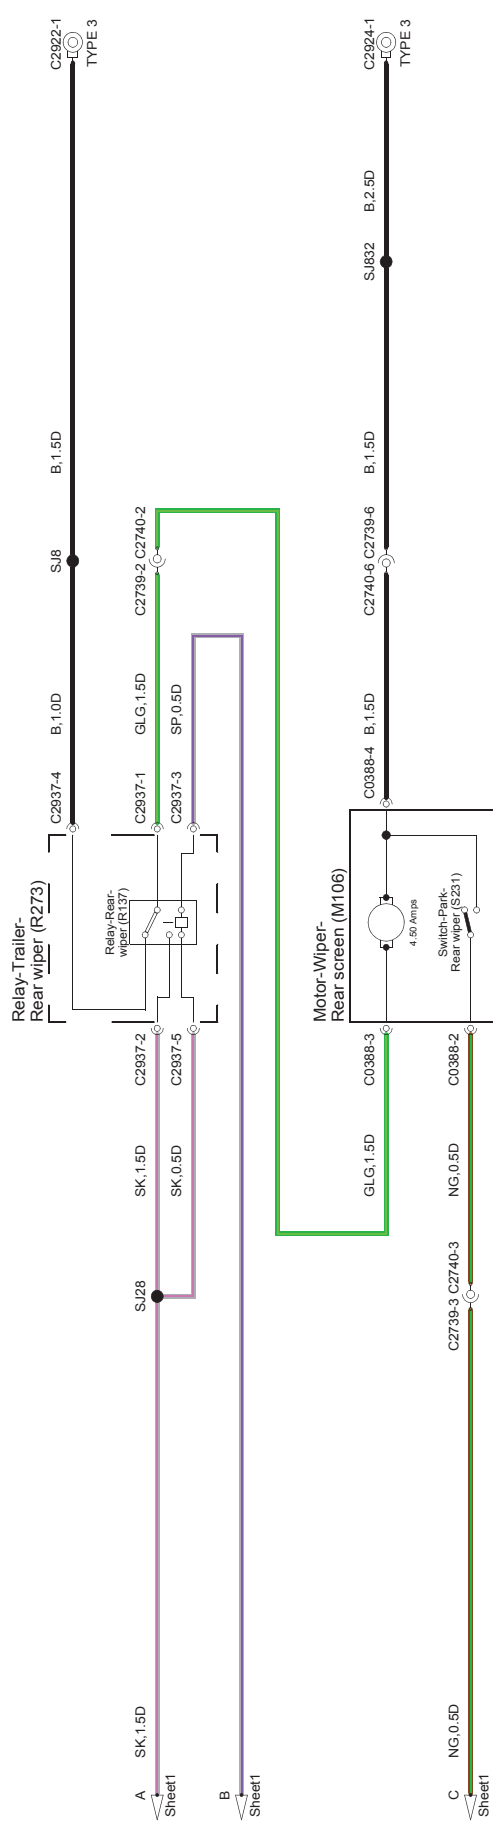 C2922-1
TYPE 3
B,1.5D
SJ8
B,1.0D
C2937-4
Relay-Trailer-
Rear wiper (R273)
C2739-2 C2740-2
GLG,1.5D
C2937-1
SP,0.5D
C2937-3
Relay-Rear-
wiper (R137)
C2937-2
SK,1.5D
C2937-5
SK,0.5D
SJ28
SK,1.5D
A
Sheet1
B
C2924-1
TYPE 3
B,2.5D
SJ832
B,1.5D
C2740-6 C2739-6
B,1.5D
C0388-4
Motor-Wiper-
Rear screen (M106)
4.50 Amps
Switch-Park-
Rear wiper (S231)
C0388-3
GLG,1.5D
C0388-2
NG,0.5D
C2739-3 C2740-3
NG,0.5D
C
Sheet1